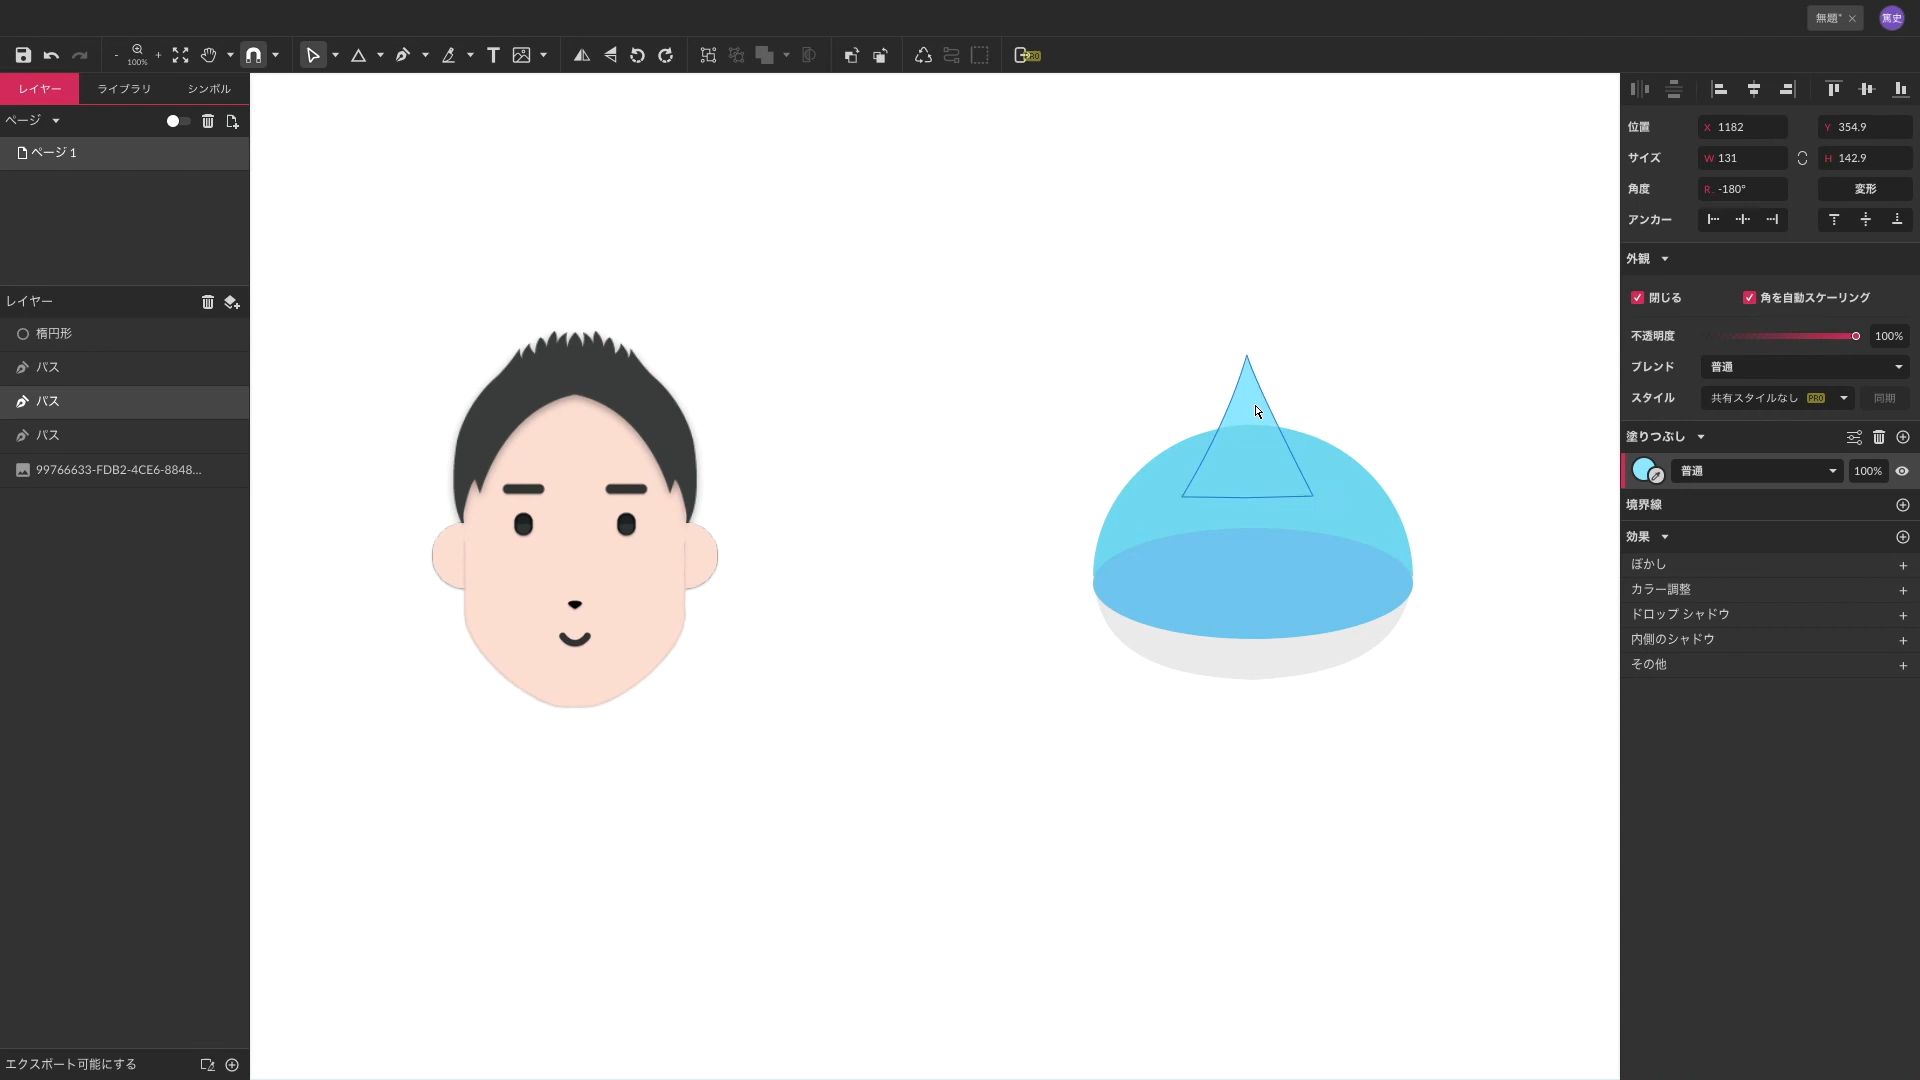 無題*
篤史
100%
T
PRO
レイヤー
ライブラリ
シンボル
ページ
ページ 1
レイヤー
楕円形
パス
パス
パス
99766633-FDB2-4CE6-8848...
エクスポート可能にする
位置 X 1182 Y 354.9
サイズ W 131 H 142.9
角度 R. -180° 変形
アンカー
外観
閉じる 角を自動スケーリング
不透明度 100%
ブレンド 普通
スタイル 共有スタイルなし PRO 同期
塗りつぶし
普通 100%
境界線
効果
ぼかし
カラー調整
ドロップ シャドウ
内側のシャドウ
その他